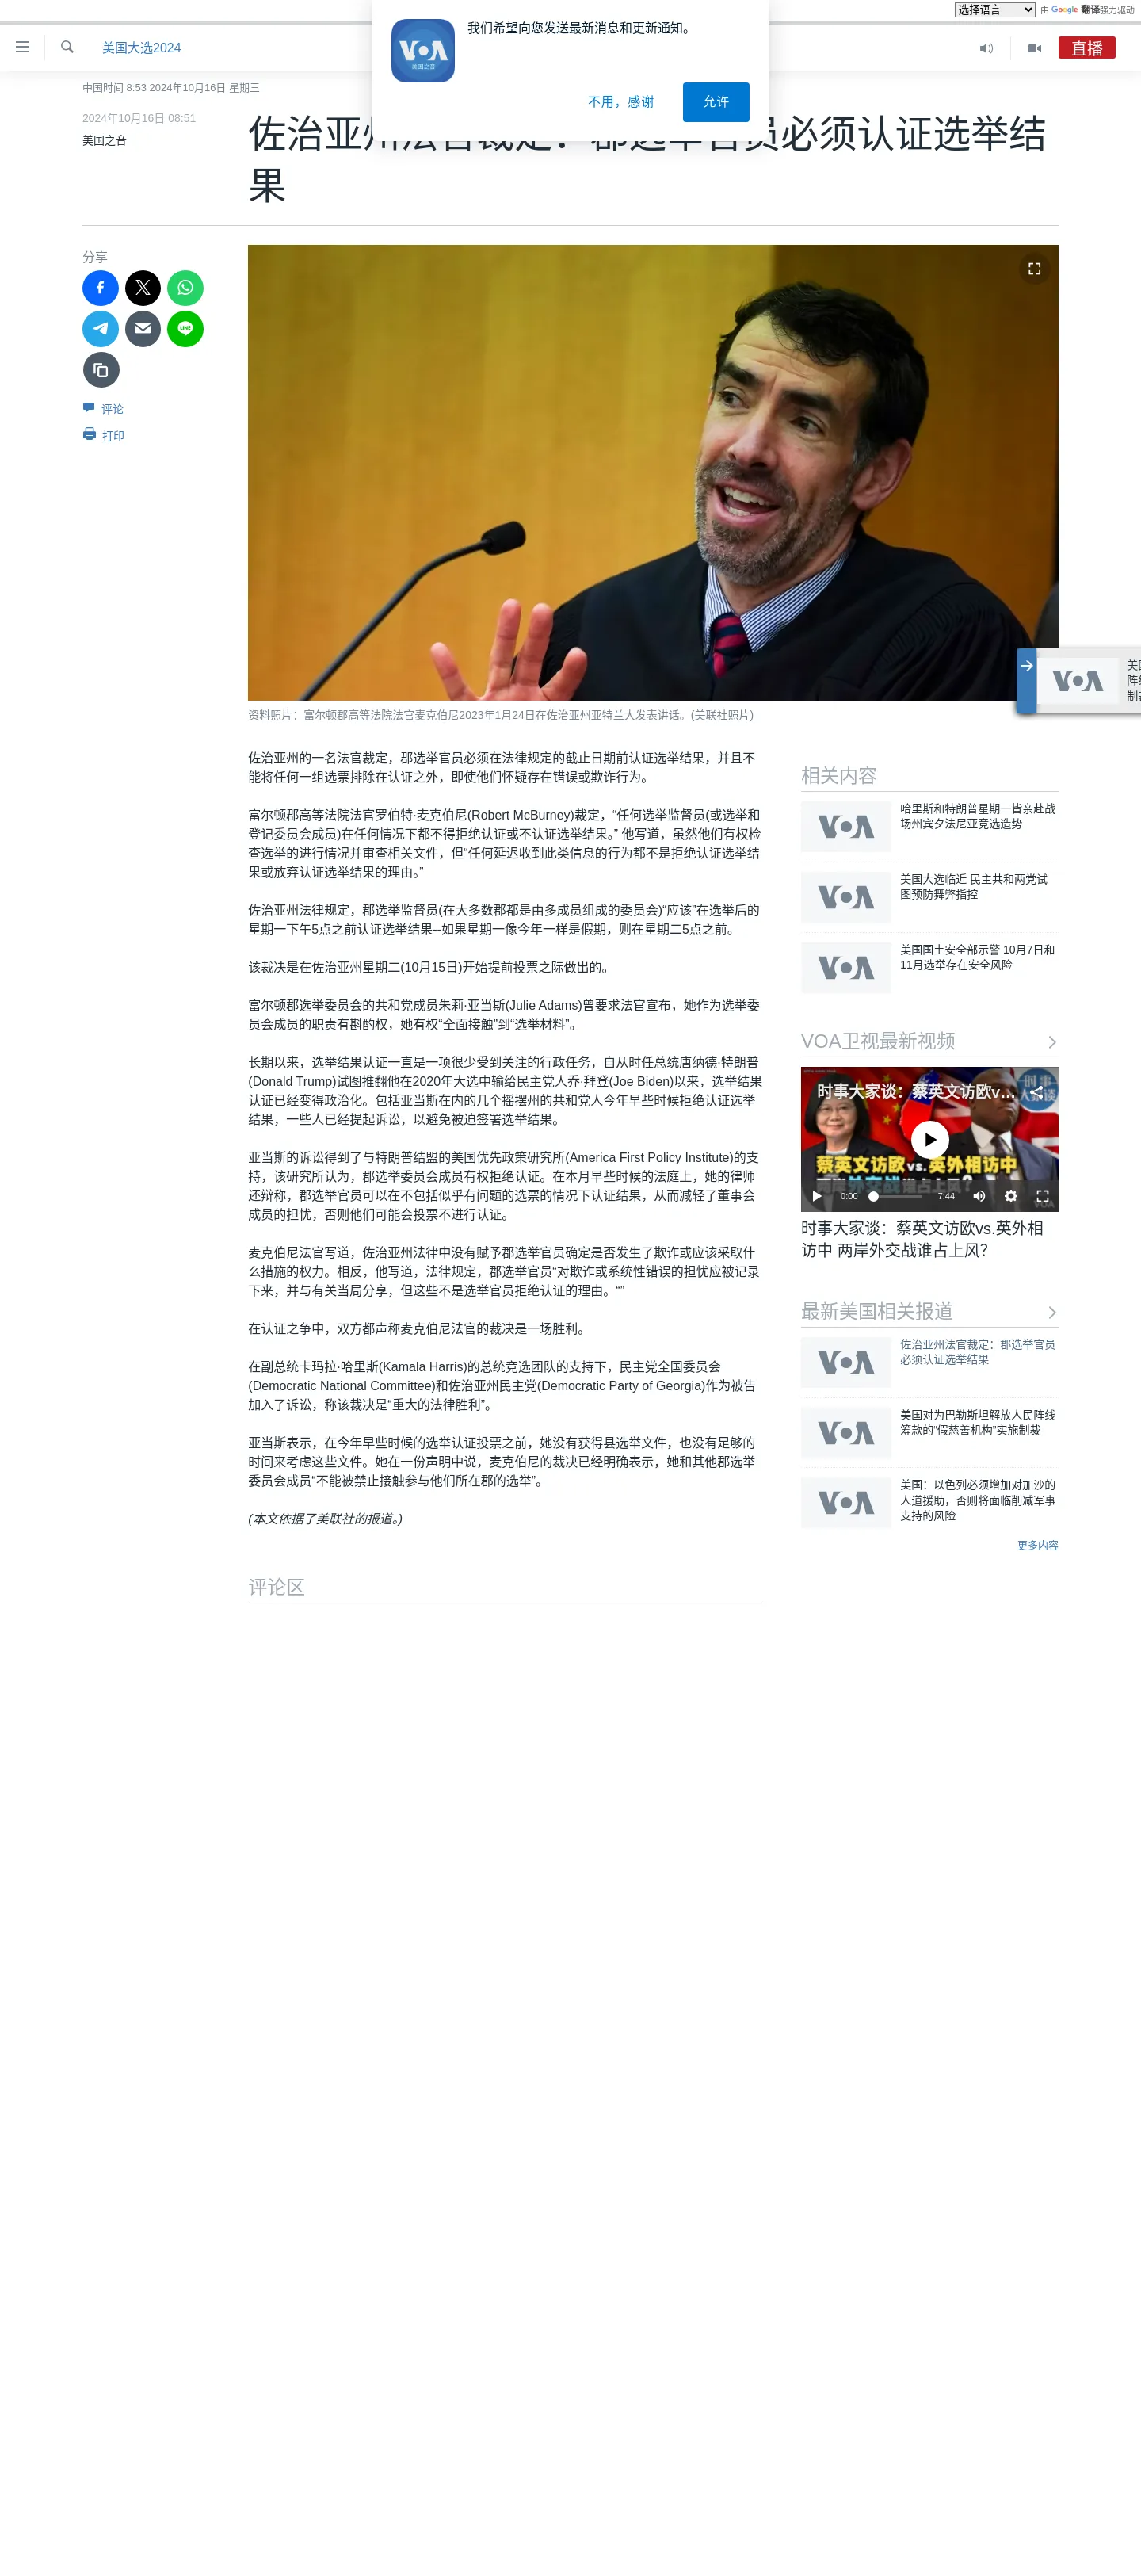 选择语言 由 Google 翻译强力驱动
我们希望向您发送最新消息和更新通知。
VOA
美国之音
不用，感谢 允许
美国大选2024
直播
中国时间 8:53 2024年10月16日 星期三
2024年10月16日 08:51
美国之音
佐治亚州法官裁定：郡选举官员必须认证选举结
果
分享
LINE
评论
打印
资料照片：富尔顿郡高等法院法官麦克伯尼2023年1月24日在佐治亚州亚特兰大发表讲话。(美联社照片)
VOA
佐治亚州的一名法官裁定，郡选举官员必须在法律规定的截止日期前认证选举结果，并且不
能将任何一组选票排除在认证之外，即使他们怀疑存在错误或欺诈行为。
富尔顿郡高等法院法官罗伯特·麦克伯尼(Robert McBurney)裁定，“任何选举监督员(或选举和
登记委员会成员)在任何情况下都不得拒绝认证或不认证选举结果。” 他写道，虽然他们有权检
查选举的进行情况并审查相关文件，但“任何延迟收到此类信息的行为都不是拒绝认证选举结
果或放弃认证选举结果的理由。”
佐治亚州法律规定，郡选举监督员(在大多数郡都是由多成员组成的委员会)“应该”在选举后的
星期一下午5点之前认证选举结果--如果星期一像今年一样是假期，则在星期二5点之前。
该裁决是在佐治亚州星期二(10月15日)开始提前投票之际做出的。
富尔顿郡选举委员会的共和党成员朱莉·亚当斯(Julie Adams)曾要求法官宣布，她作为选举委
员会成员的职责有斟酌权，她有权“全面接触”到“选举材料”。
长期以来，选举结果认证一直是一项很少受到关注的行政任务，自从时任总统唐纳德·特朗普
(Donald Trump)试图推翻他在2020年大选中输给民主党人乔·拜登(Joe Biden)以来，选举结果
认证已经变得政治化。包括亚当斯在内的几个摇摆州的共和党人今年早些时候拒绝认证选举
结果，一些人已经提起诉讼，以避免被迫签署选举结果。
亚当斯的诉讼得到了与特朗普结盟的美国优先政策研究所(America First Policy Institute)的支
持，该研究所认为，郡选举委员会成员有权拒绝认证。在本月早些时候的法庭上，她的律师
还辩称，郡选举官员可以在不包括似乎有问题的选票的情况下认证结果，从而减轻了董事会
成员的担忧，否则他们可能会投票不进行认证。
麦克伯尼法官写道，佐治亚州法律中没有赋予郡选举官员确定是否发生了欺诈或应该采取什
么措施的权力。相反，他写道，法律规定，郡选举官员“对欺诈或系统性错误的担忧应被记录
下来，并与有关当局分享，但这些不是选举官员拒绝认证的理由。“”
在认证之争中，双方都声称麦克伯尼法官的裁决是一场胜利。
在副总统卡玛拉·哈里斯(Kamala Harris)的总统竞选团队的支持下，民主党全国委员会
(Democratic National Committee)和佐治亚州民主党(Democratic Party of Georgia)作为被告
加入了诉讼，称该裁决是“重大的法律胜利”。
亚当斯表示，在今年早些时候的选举认证投票之前，她没有获得县选举文件，也没有足够的
时间来考虑这些文件。她在一份声明中说，麦克伯尼的裁决已经明确表示，她和其他郡选举
委员会成员“不能被禁止接触参与他们所在郡的选举”。
(本文依据了美联社的报道。)
评论区
相关内容
VOA
哈里斯和特朗普星期一皆亲赴战
场州宾夕法尼亚竞选造势
VOA
美国大选临近 民主共和两党试
图预防舞弊指控
VOA
美国国土安全部示警 10月7日和
11月选举存在安全风险
VOA卫视最新视频
时事大家谈：蔡英文访欧v...
蔡英文访欧vs.英外相访中
0:00 7:44
时事大家谈：蔡英文访欧vs.英外相
访中 两岸外交战谁占上风？
最新美国相关报道
VOA
佐治亚州法官裁定：郡选举官员
必须认证选举结果
VOA
美国对为巴勒斯坦解放人民阵线
筹款的“假慈善机构”实施制裁
VOA
美国：以色列必须增加对加沙的
人道援助，否则将面临削减军事
支持的风险
更多内容